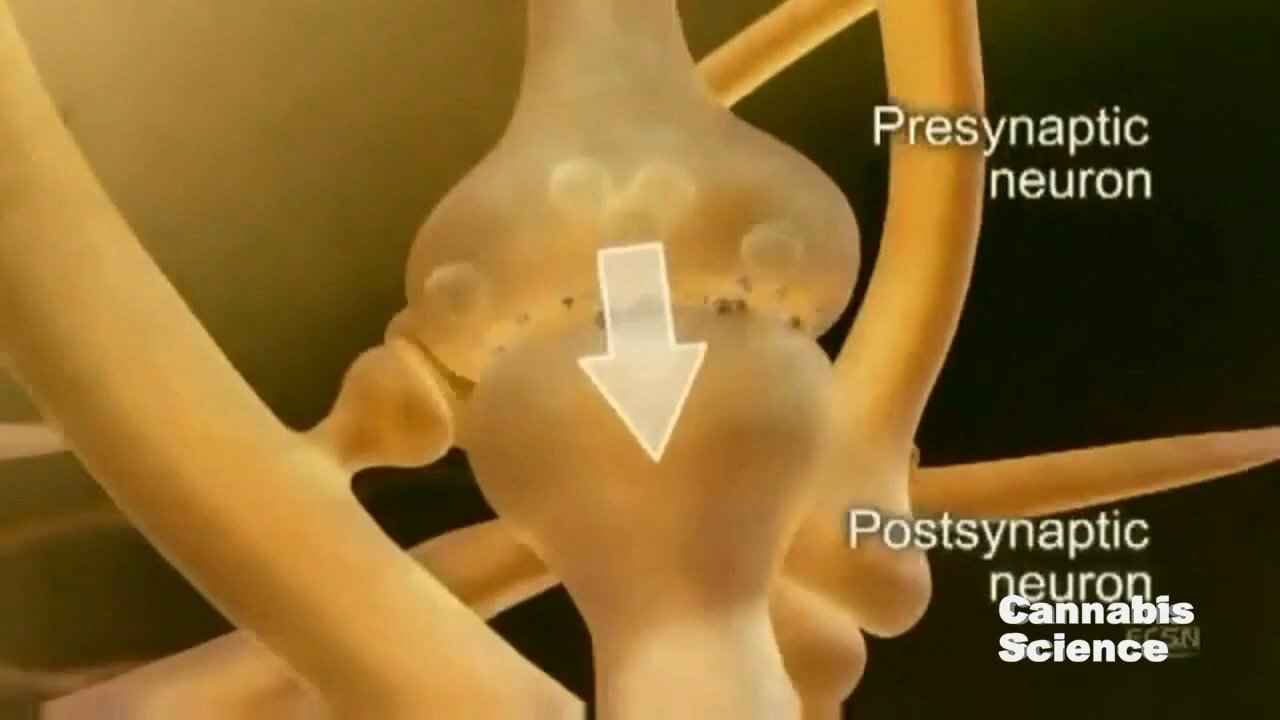 Presynaptic
neuron
Postsynaptic
neuron
Cannabis
Science